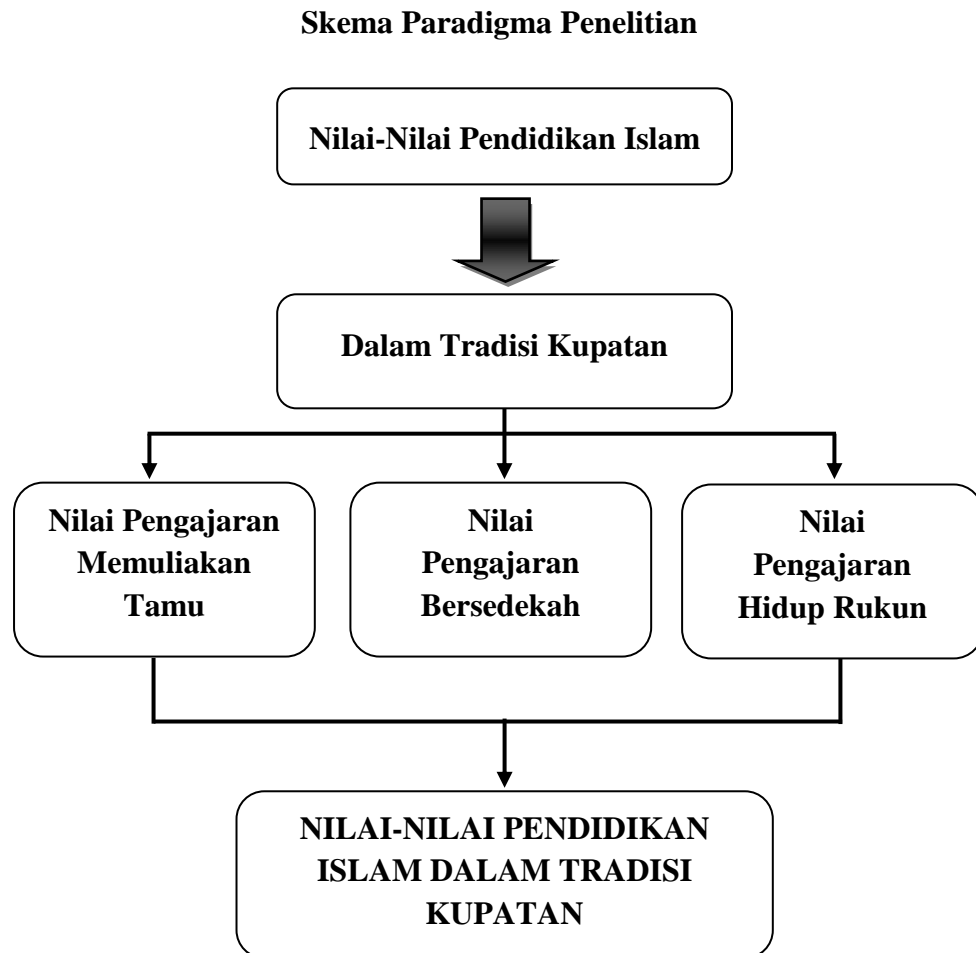 Skema Paradigma Penelitian
Nilai-Nilai Pendidikan Islam
Dalam Tradisi Kupatan
Nilai Pengajaran
Memuliakan
Tamu
Nilai
Pengajaran
Bersedekah
Nilai
Pengajaran
Hidup Rukun
NILAI-NILAI PENDIDIKAN
ISLAM DALAM TRADISI
KUPATAN